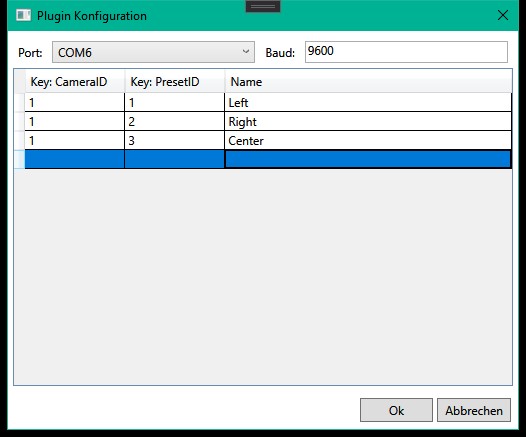 Plugin Konfiguration
Port: COM6 Baud: 9600
Key: CameraID Key: PresetID Name
1 1 Left
1 2 Right
1 3 Center
Ok Abbrechen